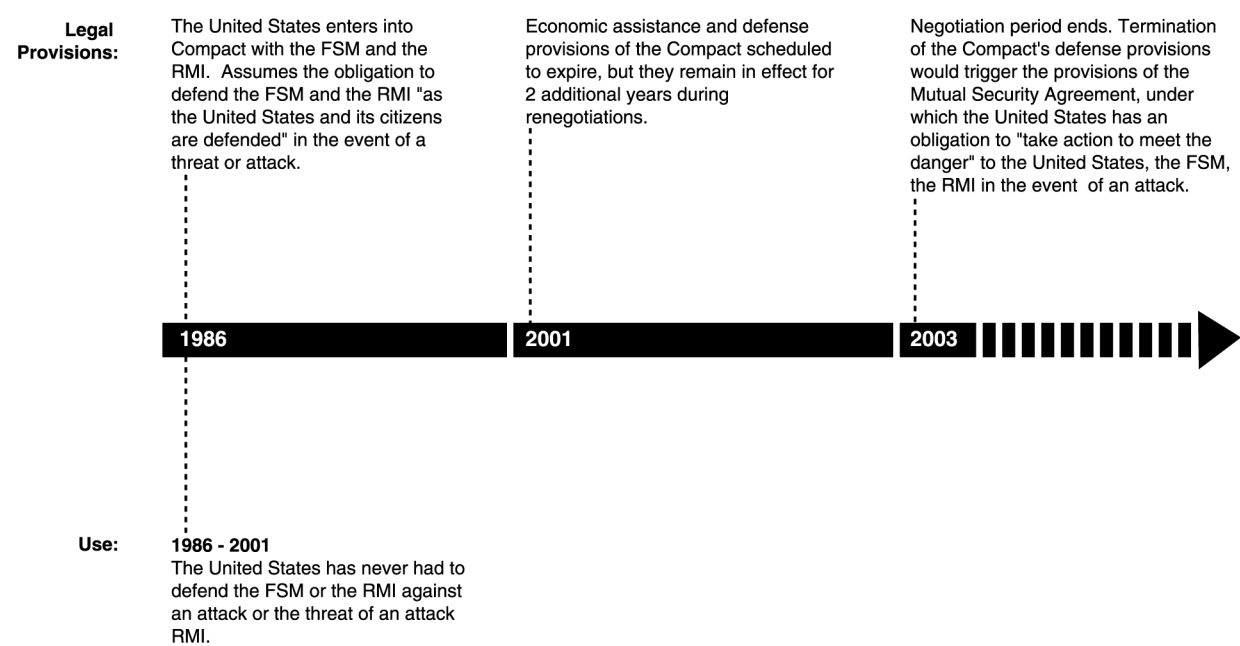 Legal
Provisions:
The United States enters into
Compact with the FSM and the
RMI. Assumes the obligation to
defend the FSM and the RMI "as
the United States and its citizens
are defended" in the event of a
threat or attack.
Economic assistance and defense
provisions of the Compact scheduled
to expire, but they remain in effect for
2 additional years during
renegotiations.
Negotiation period ends. Termination
of the Compact's defense provisions
would trigger the provisions of the
Mutual Security Agreement, under
which the United States has an
obligation to "take action to meet the
danger" to the United States, the FSM,
the RMI in the event of an attack.
1986
2001
2003
Use:
1986 - 2001
The United States has never had to
defend the FSM or the RMI against
an attack or the threat of an attack
RMI.